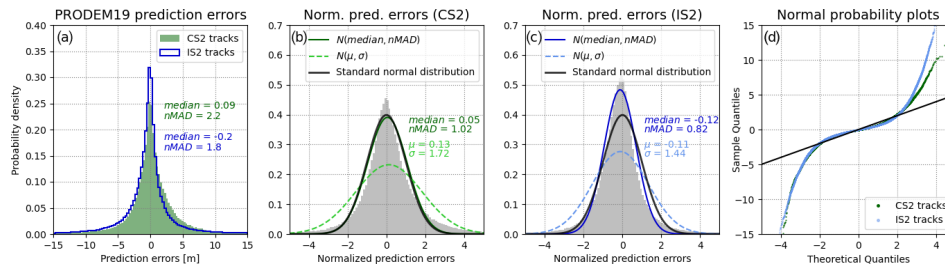 PRODEM19 prediction errors
(a)
CS2 tracks
IS2 tracks
median = 0.09
nMAD = 2.2
median = -0.2
nMAD = 1.8
Probability density
0.40
0.35
0.30
0.25
0.20
0.15
0.10
0.05
0.00
−15 −10 −5 0 5 10 15
Prediction errors [m]
Norm. pred. errors (CS2)
(b)
N(median, nMAD)
N(μ, σ)
Standard normal distribution
median = 0.05
nMAD = 1.02
μ = 0.13
σ = 1.72
0.7
0.6
0.5
0.4
0.3
0.2
0.1
0.0
−4 −2 0 2 4
Normalized prediction errors
Norm. pred. errors (IS2)
(c)
N(median, nMAD)
N(μ, σ)
Standard normal distribution
median = -0.12
nMAD = 0.82
μ = -0.11
σ = 1.44
0.7
0.6
0.5
0.4
0.3
0.2
0.1
0.0
−4 −2 0 2 4
Normalized prediction errors
Normal probability plots
(d)
Sample Quantiles
15
10
5
0
−5
−10
−15
CS2 tracks
IS2 tracks
−4 −2 0 2 4
Theoretical Quantiles